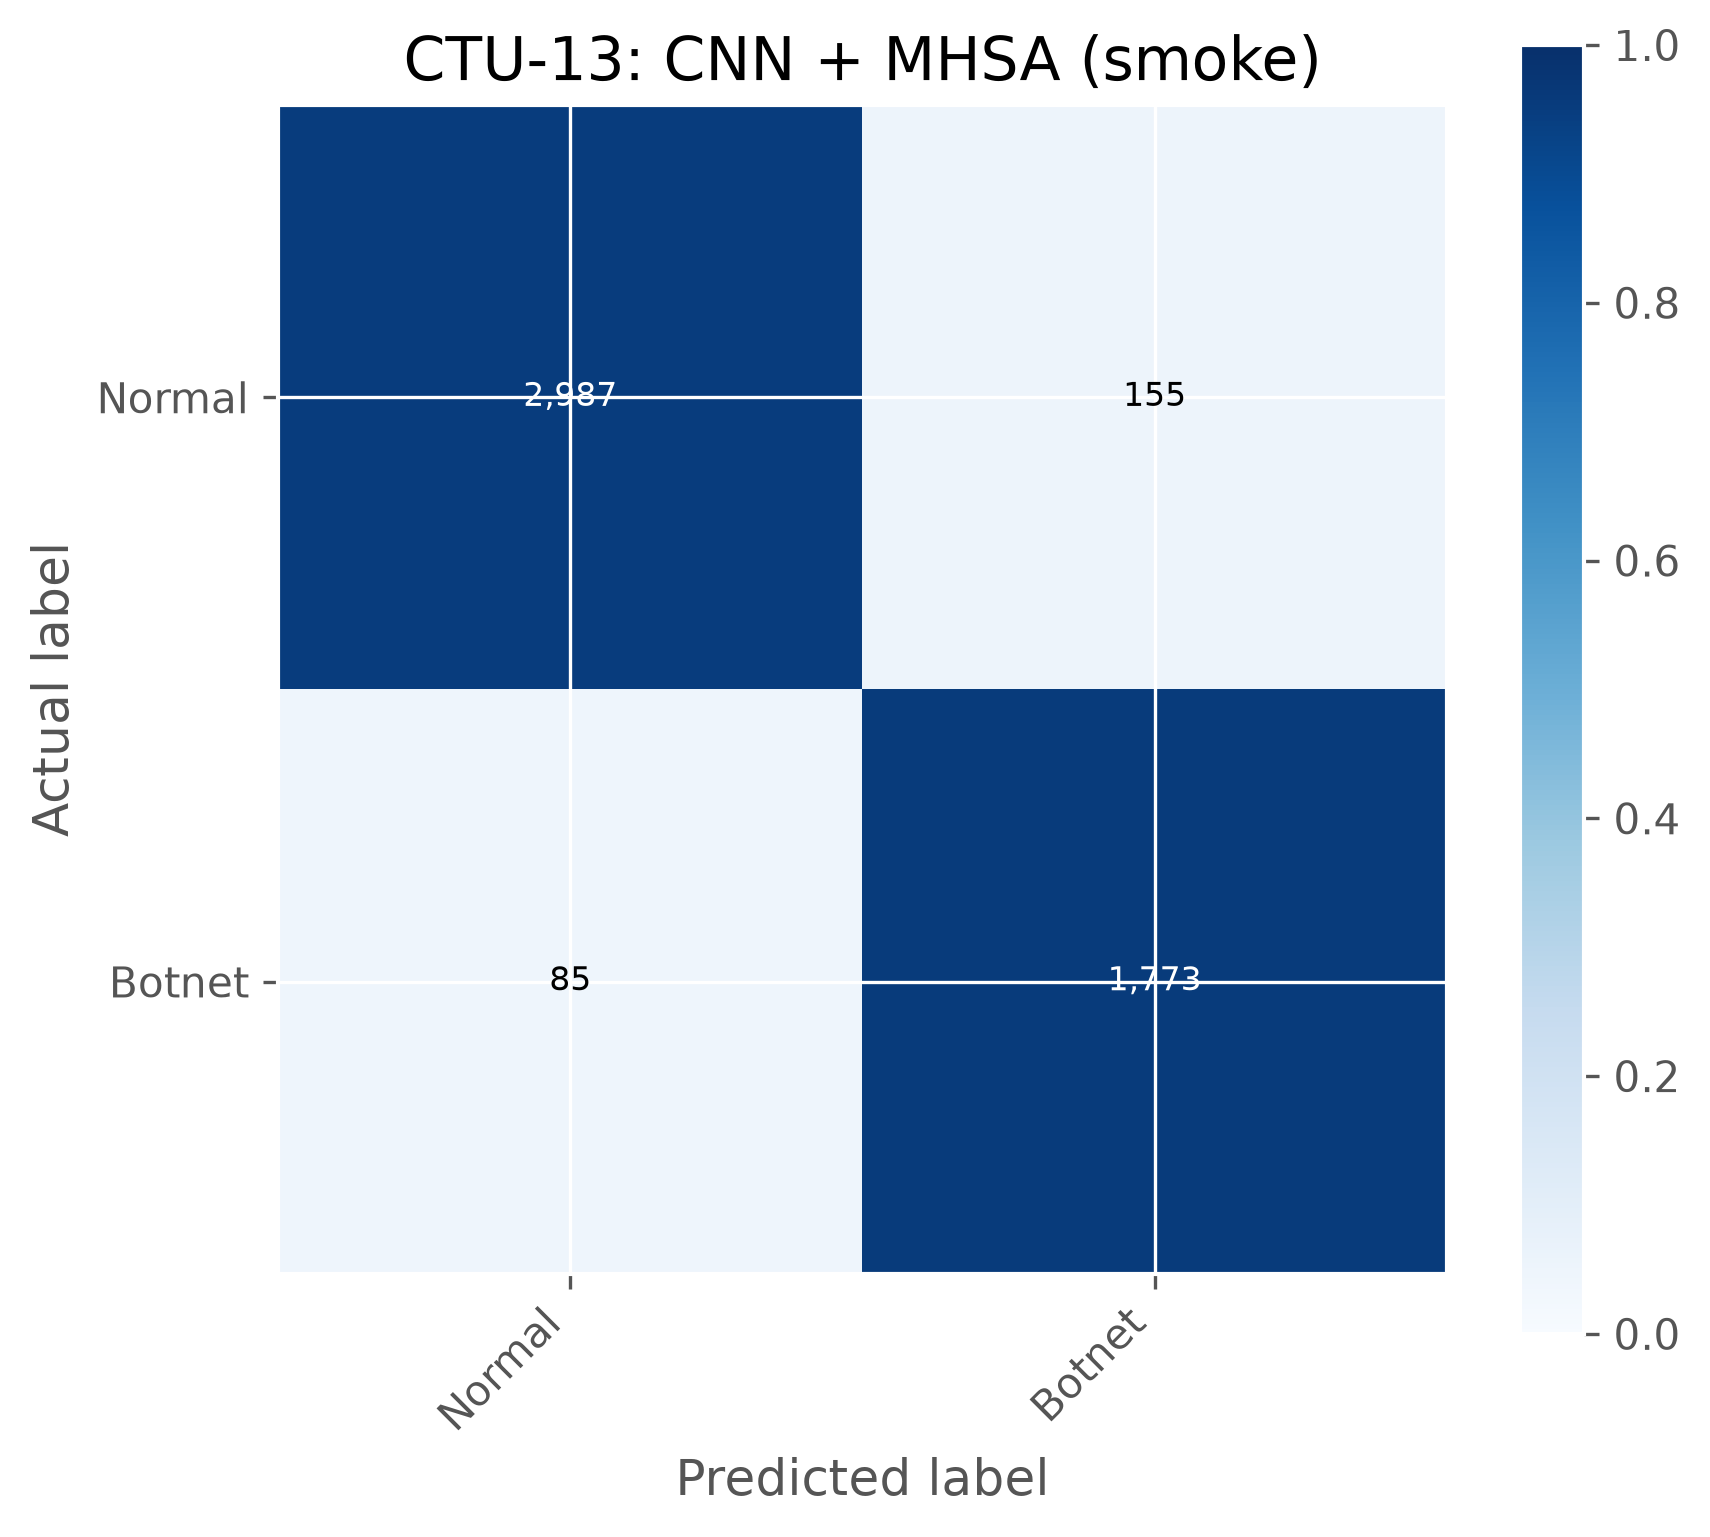 CTU-13: CNN + MHSA (smoke)
1.0
0.8
0.6
0.4
0.2
0.0
Actual label
Normal
2,987
155
Botnet
85
1,773
Normal
Botnet
Predicted label